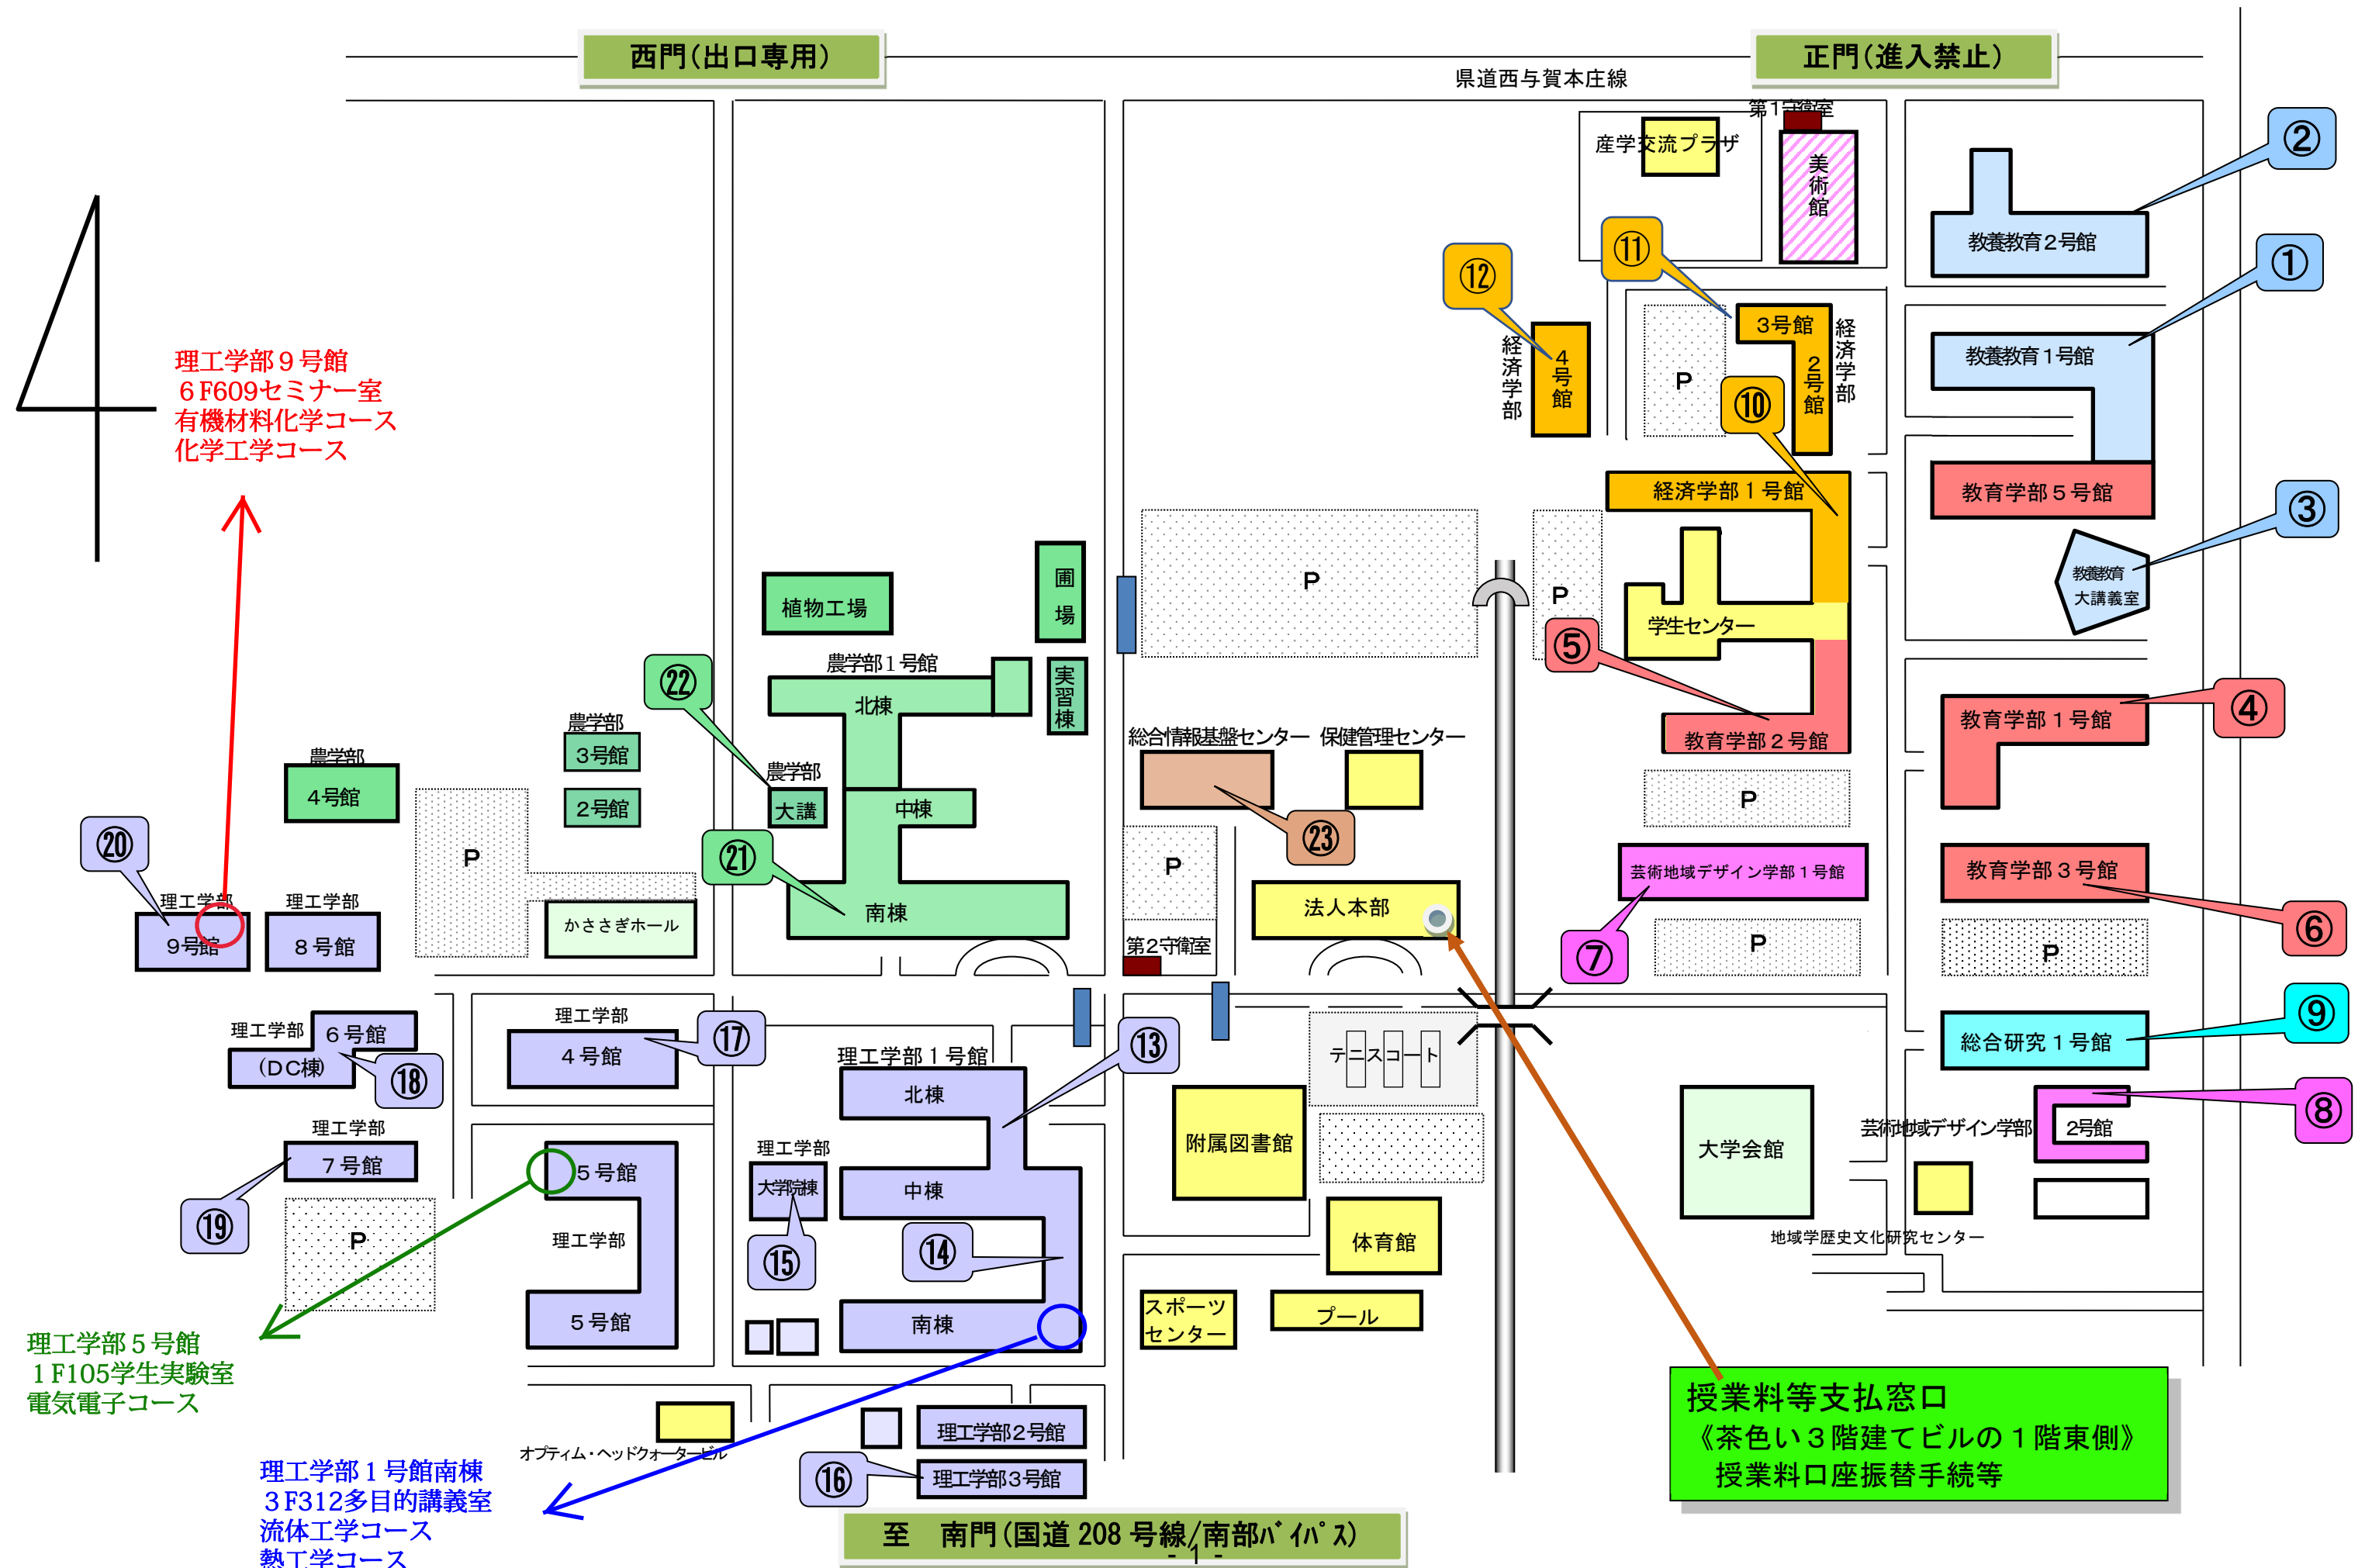 西門(出口専用)
正門(進入禁止)
県道西与賀本庄線
第1守衛室
産学交流プラザ
美術館
②
教養教育2号館
①
教養教育1号館
⑪
⑫
3号館
2号館
経済学部
4号館
経済学部
P
⑩
理工学部9号館
6F609セミナー室
有機材料化学コース
化学工学コース
経済学部1号館
教育学部5号館
③
教養教育
大講義室
P
P
学生センター
⑤
教育学部2号館
④
教育学部1号館
植物工場
圃場
実習棟
農学部1号館
北棟
㉒
農学部
3号館
2号館
農学部
4号館
農学部
大講
中棟
㉑
南棟
総合情報基盤センター
保健管理センター
㉓
P
P
P
芸術地域デザイン学部1号館
⑦
P
教育学部3号館
⑥
P
法人本部
第2守衛室
⑳
理工学部
9号館
理工学部
8号館
かささぎホール
理工学部
6号館
(DC棟)
⑱
理工学部
4号館
⑰
理工学部1号館
⑬
北棟
テニスコート
総合研究1号館
⑨
⑧
芸術地域デザイン学部
2号館
大学会館
附属図書館
理工学部
7号館
⑲
P
5号館
理工学部
5号館
理工学部
大学院棟
⑮
中棟
⑭
南棟
体育館
地域学歴史文化研究センター
スポーツ
センター
プール
理工学部5号館
1F105学生実験室
電気電子コース
授業料等支払窓口
《茶色い3階建てビルの1階東側》
授業料口座振替手続等
オプティム・ヘッドクォータービル
理工学部2号館
理工学部3号館
⑯
理工学部1号館南棟
3F312多目的講義室
流体工学コース
熱工学コース
至 南門(国道208号線/南部バイパス)
- 1 -